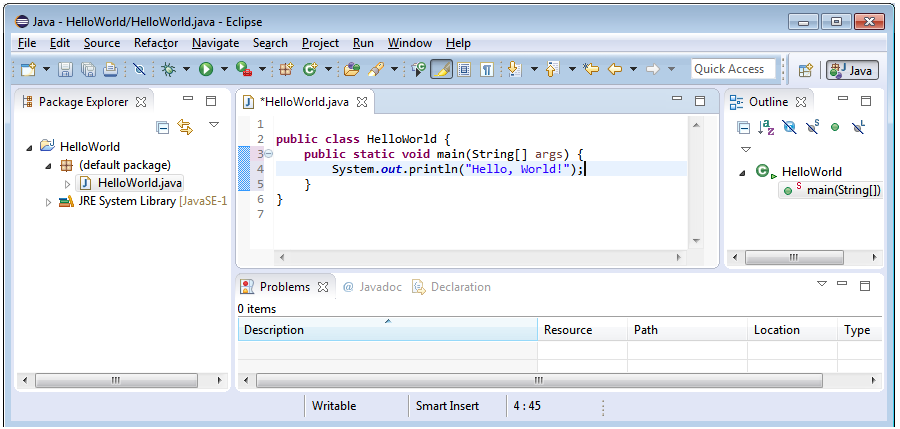 Java - HelloWorld/HelloWorld.java - Eclipse
File Edit Source Refactor Navigate Search Project Run Window Help
Quick Access Java
Package Explorer
HelloWorld
(default package)
HelloWorld.java
JRE System Library [JavaSE-1
*HelloWorld.java
1
2 public class HelloWorld {
3 public static void main(String[] args) {
4 System.out.println("Hello, World!");
5 }
6 }
7
Outline
HelloWorld
main(String[])
Problems @ Javadoc Declaration
0 items
Description Resource Path Location Type
Writable Smart Insert 4 : 45